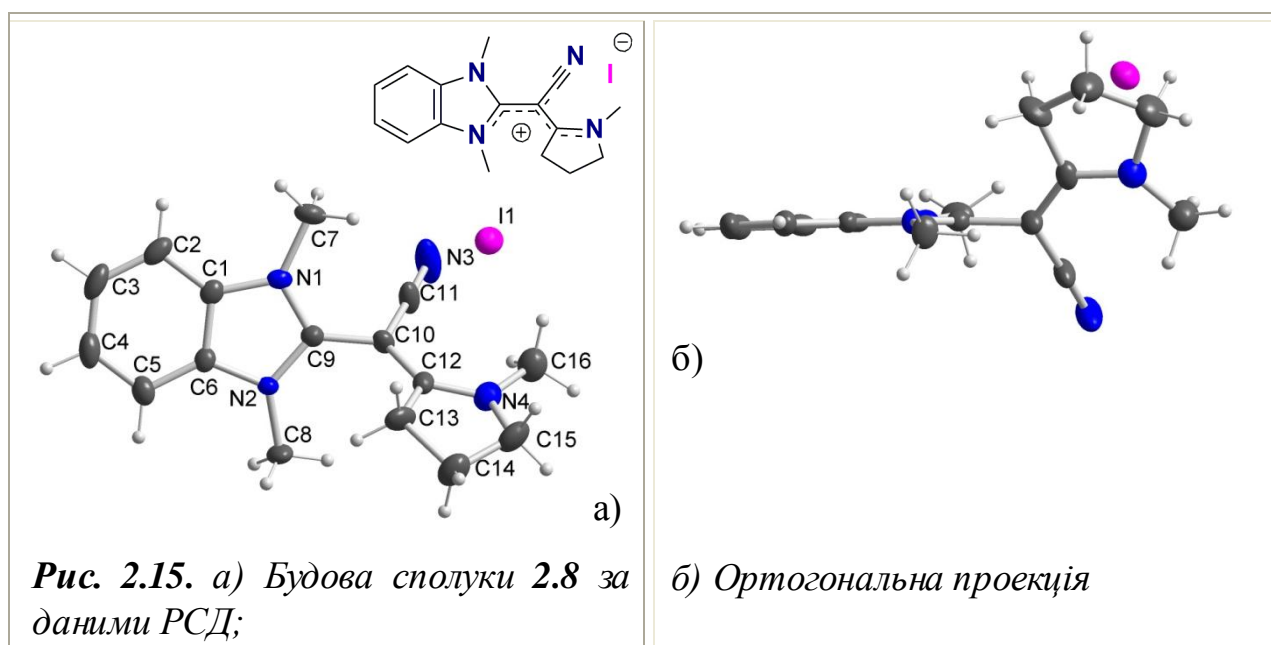 N
N
N
N
I
⊖
⊕
I1
N3
C7
C2
C1
N1
C11
C3
C10
C16
C9
C12
C4
C5
C6
N2
N4
C13
C15
C8
C14
а)
Рис. 2.15. а) Будова сполуки 2.8 за
даними РСД;
б)
б) Ортогональна проекція